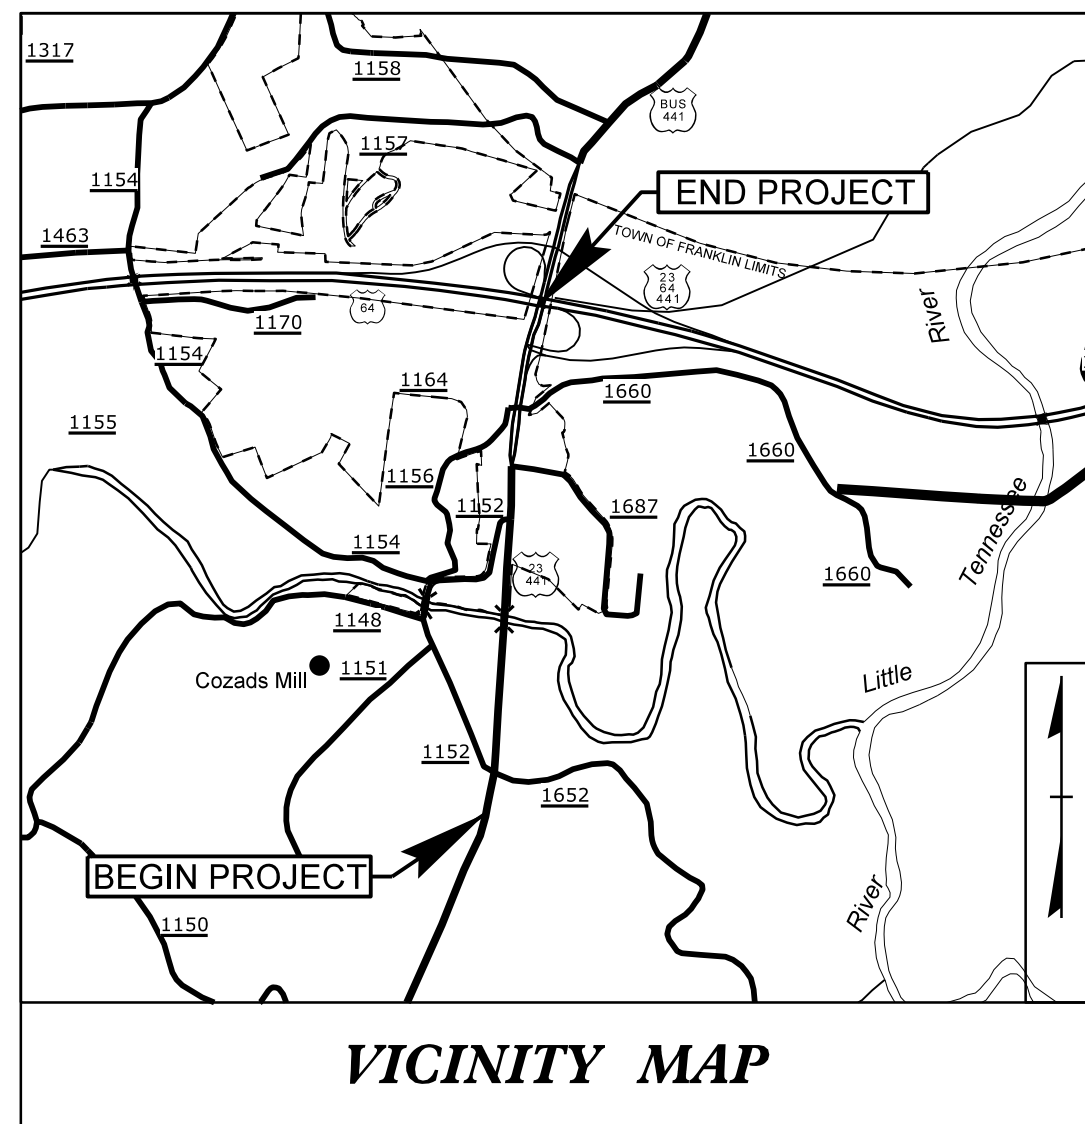 1317
1158
BUS
441
1157
1154
END PROJECT
1463
TOWN OF FRANKLIN LIMITS
23
64
441
64
1170
River
1154
1164
1660
1155
1660
1156
1152
1687
Tennessee
1154
23
441
1660
1148
Cozads Mill
1151
Little
1152
1652
BEGIN PROJECT
River
1150
VICINITY MAP